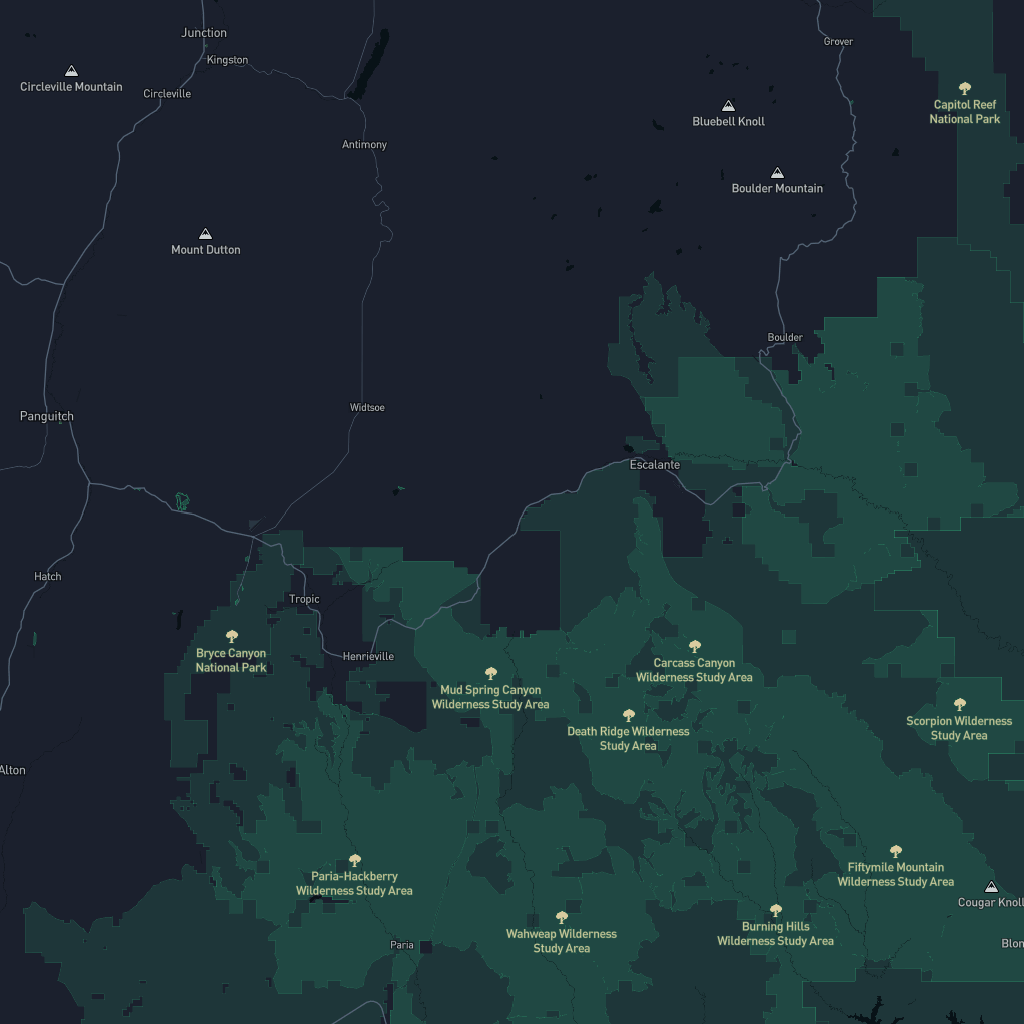 Junction
Grover
Kingston
Circleville Mountain
Circleville
Capitol Reef
National Park
Bluebell Knoll
Antimony
Boulder Mountain
Mount Dutton
Boulder
Widtsoe
Panguitch
Escalante
Hatch
Tropic
Bryce Canyon
National Park
Henrieville
Carcass Canyon
Wilderness Study Area
Mud Spring Canyon
Wilderness Study Area
Scorpion Wilderness
Study Area
Death Ridge Wilderness
Study Area
Alton
Fiftymile Mountain
Wilderness Study Area
Paria-Hackberry
Wilderness Study Area
Cougar Knoll
Burning Hills
Wilderness Study Area
Wahweap Wilderness
Study Area
Paria
Blon